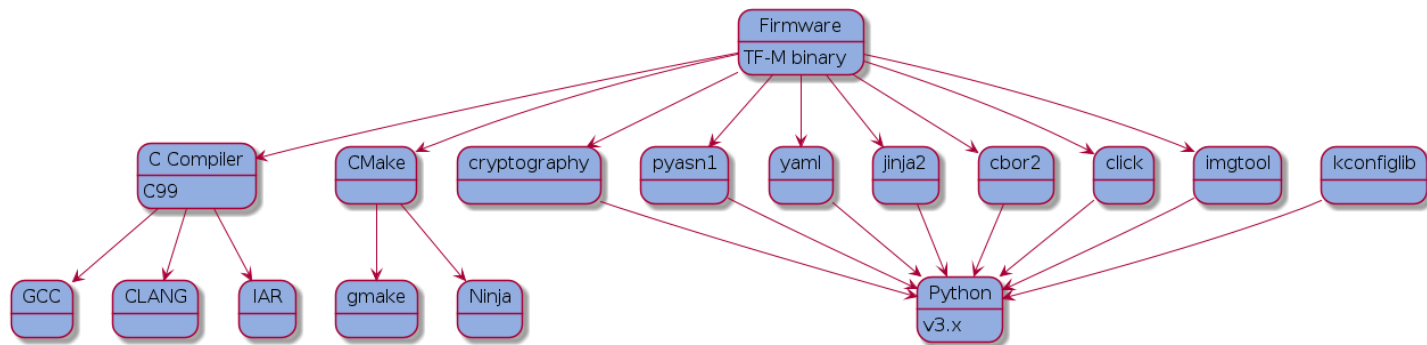 Firmware
TF-M binary
C Compiler
C99
CMake
cryptography
pyasn1
yaml
jinja2
cbor2
click
imgtool
kconfiglib
GCC
CLANG
IAR
gmake
Ninja
Python
v3.x